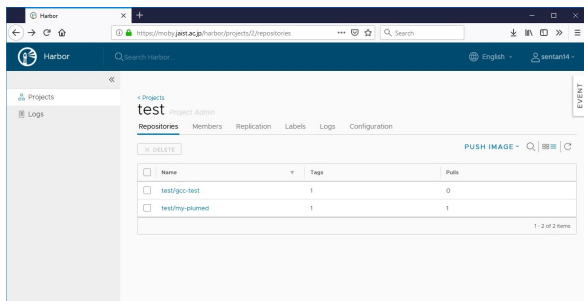 Harbor
https://moby.jaist.ac.jp/harbor/projects/2/repositories
Search
Harbor
Search Harbor...
English
sentan14
Projects
Logs
EVENT
< Projects
test Project Admin
Repositories Members Replication Labels Logs Configuration
× DELETE
PUSH IMAGE
Name Tags Pulls
test/gcc-test 1 0
test/my-plumed 1 1
1 - 2 of 2 items